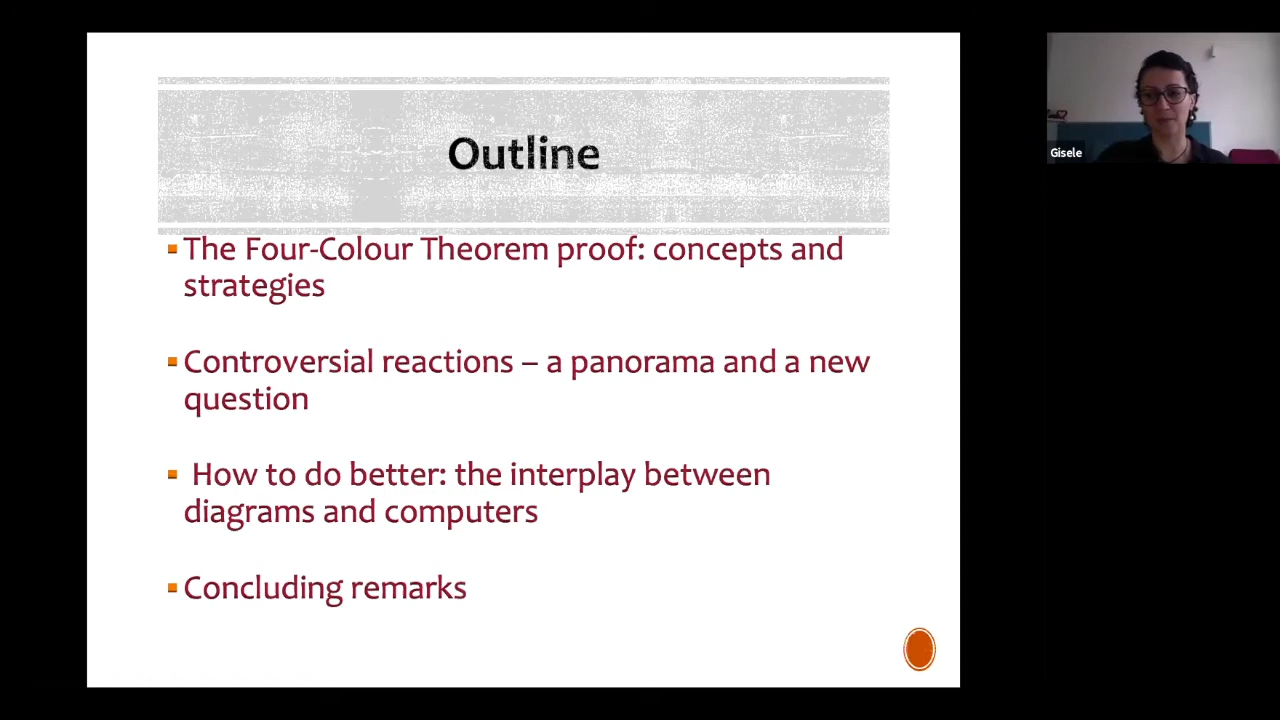 Outline
The Four-Colour Theorem proof: concepts and
strategies
Controversial reactions – a panorama and a new
question
How to do better: the interplay between
diagrams and computers
Concluding remarks
Gisele